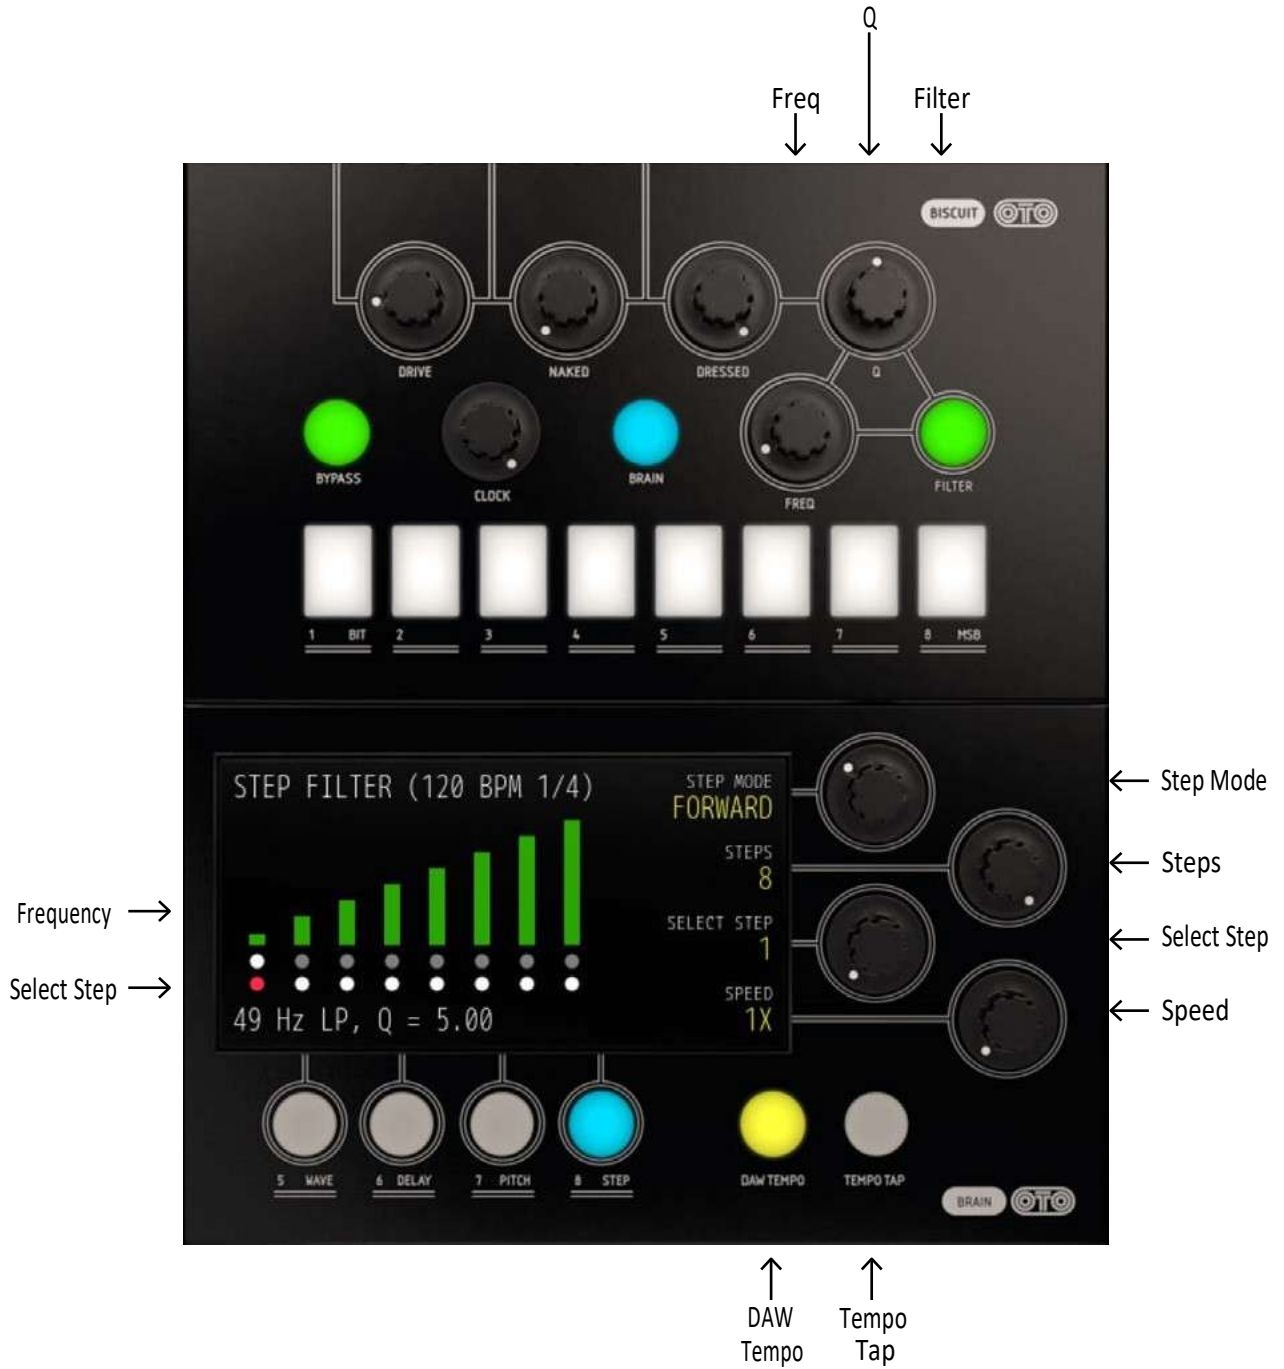 Q
Freq
Filter
BISCUIT OTO
DRIVE
NAKED
DRESSED
Q
BYPASS
CLOCK
BRAIN
FREQ
FILTER
1 BIT
2
3
4
5
6
7
8 MSB
STEP FILTER (120 BPM 1/4)
STEP MODE
FORWARD
STEPS
8
SELECT STEP
1
SPEED
1X
49 Hz LP, Q = 5.00
Step Mode
Steps
Select Step
Speed
Frequency
Select Step
5 WAVE
6 DELAY
7 PITCH
8 STEP
DAW TEMPO
TEMPO TAP
BRAIN OTO
DAW
Tempo
Tempo
Tap